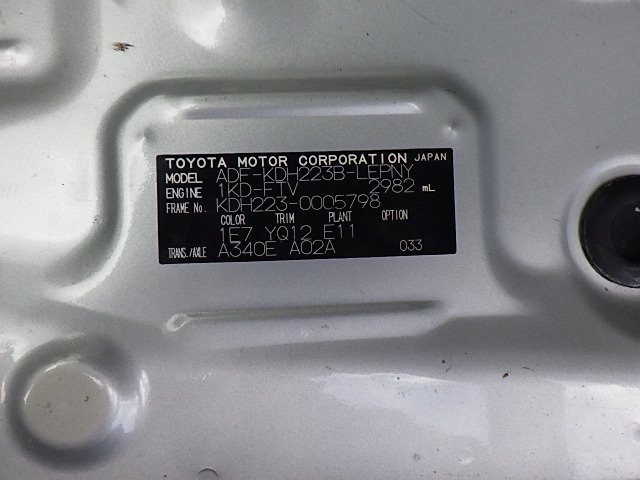 TOYOTA MOTOR CORPORATION JAPAN
MODEL ADF-KDH223B-LEPNY
ENGINE 1KD-FTV 2982 mL
FRAME No. KDH223-0005798
COLOR TRIM PLANT OPTION
1E7 YQ12 E11
TRANS./AXLE A340E A02A 033